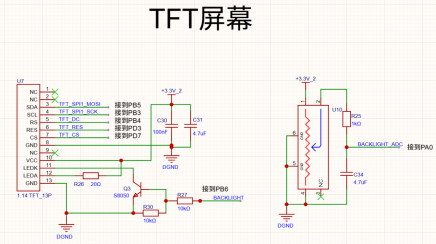 TFT屏幕
U7
NC 1
NC 2
SDA 3 TFT_SPI1_MOSI 接到PB5
SCL 4 TFT_SPI1_SCK 接到PB3
RS 5 TFT_DC 接到PB4
RES 6 TFT_RES 接到PD3
CS 7 TFT_CS 接到PD7
GND 8
NC 9
VCC 10
LEDK 11
LEDA 12
GND 13
1.14 TFT_13P
R26 20Ω
+3.3V_2
C30
100nF
C31
4.7uF
DGND
Q3
S8050
R27
10kΩ
接到PB6
BACKLIGHT
R30
10kΩ
DGND
+3.3V_2
U10
R25
1kΩ
BACKLIGHT_ADC 接到PA0
C34
4.7uF
NC
DGND